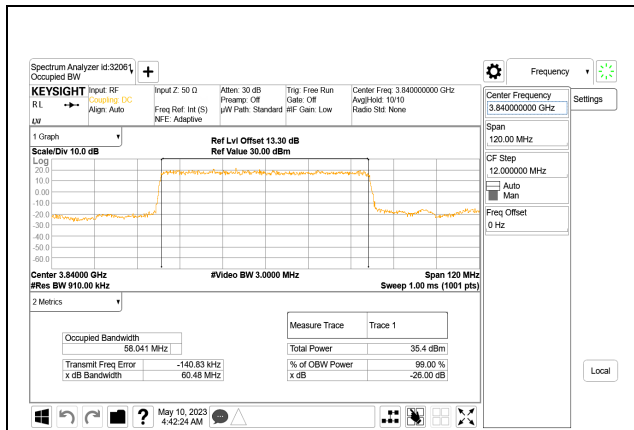 Spectrum Analyzer id:32061
Occupied BW
+
Frequency
KEYSIGHT
RL
LXI
Input: RF
Coupling: DC
Align: Auto
Input Z: 50 Ω
Freq Ref: Int (S)
NFE: Adaptive
Atten: 30 dB
Preamp: Off
µW Path: Standard
Trig: Free Run
Gate: Off
#IF Gain: Low
Center Freq: 3.840000000 GHz
Avg|Hold: 10/10
Radio Std: None
Center Frequency
3.840000000 GHz
Settings
Span
120.00 MHz
CF Step
12.000000 MHz
Auto
Man
Freq Offset
0 Hz
Local
1 Graph
Scale/Div 10.0 dB
Ref Lvl Offset 13.30 dB
Ref Value 30.00 dBm
Log
20.0
10.0
0.00
-10.0
-20.0
-30.0
-40.0
-50.0
-60.0
Center 3.84000 GHz
#Video BW 3.0000 MHz
Span 120 MHz
#Res BW 910.00 kHz
Sweep 1.00 ms (1001 pts)
2 Metrics
Measure Trace Trace 1
Occupied Bandwidth
58.041 MHz
Total Power 35.4 dBm
Transmit Freq Error -140.83 kHz
% of OBW Power 99.00 %
x dB Bandwidth 60.48 MHz
x dB -26.00 dB
?
May 10, 2023
4:42:24 AM